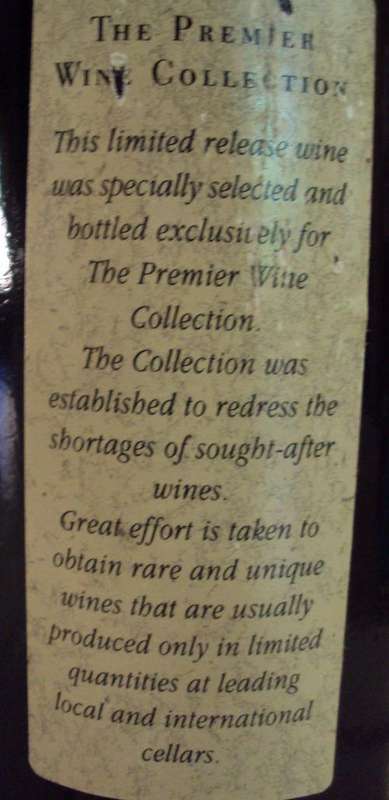 THE PREMIER
WINE COLLECTION
This limited release wine
was specially selected and
bottled exclusively for
The Premier Wine
Collection.
The Collection was
established to redress the
shortages of sought-after
wines.
Great effort is taken to
obtain rare and unique
wines that are usually
produced only in limited
quantities at leading
local and international
cellars.